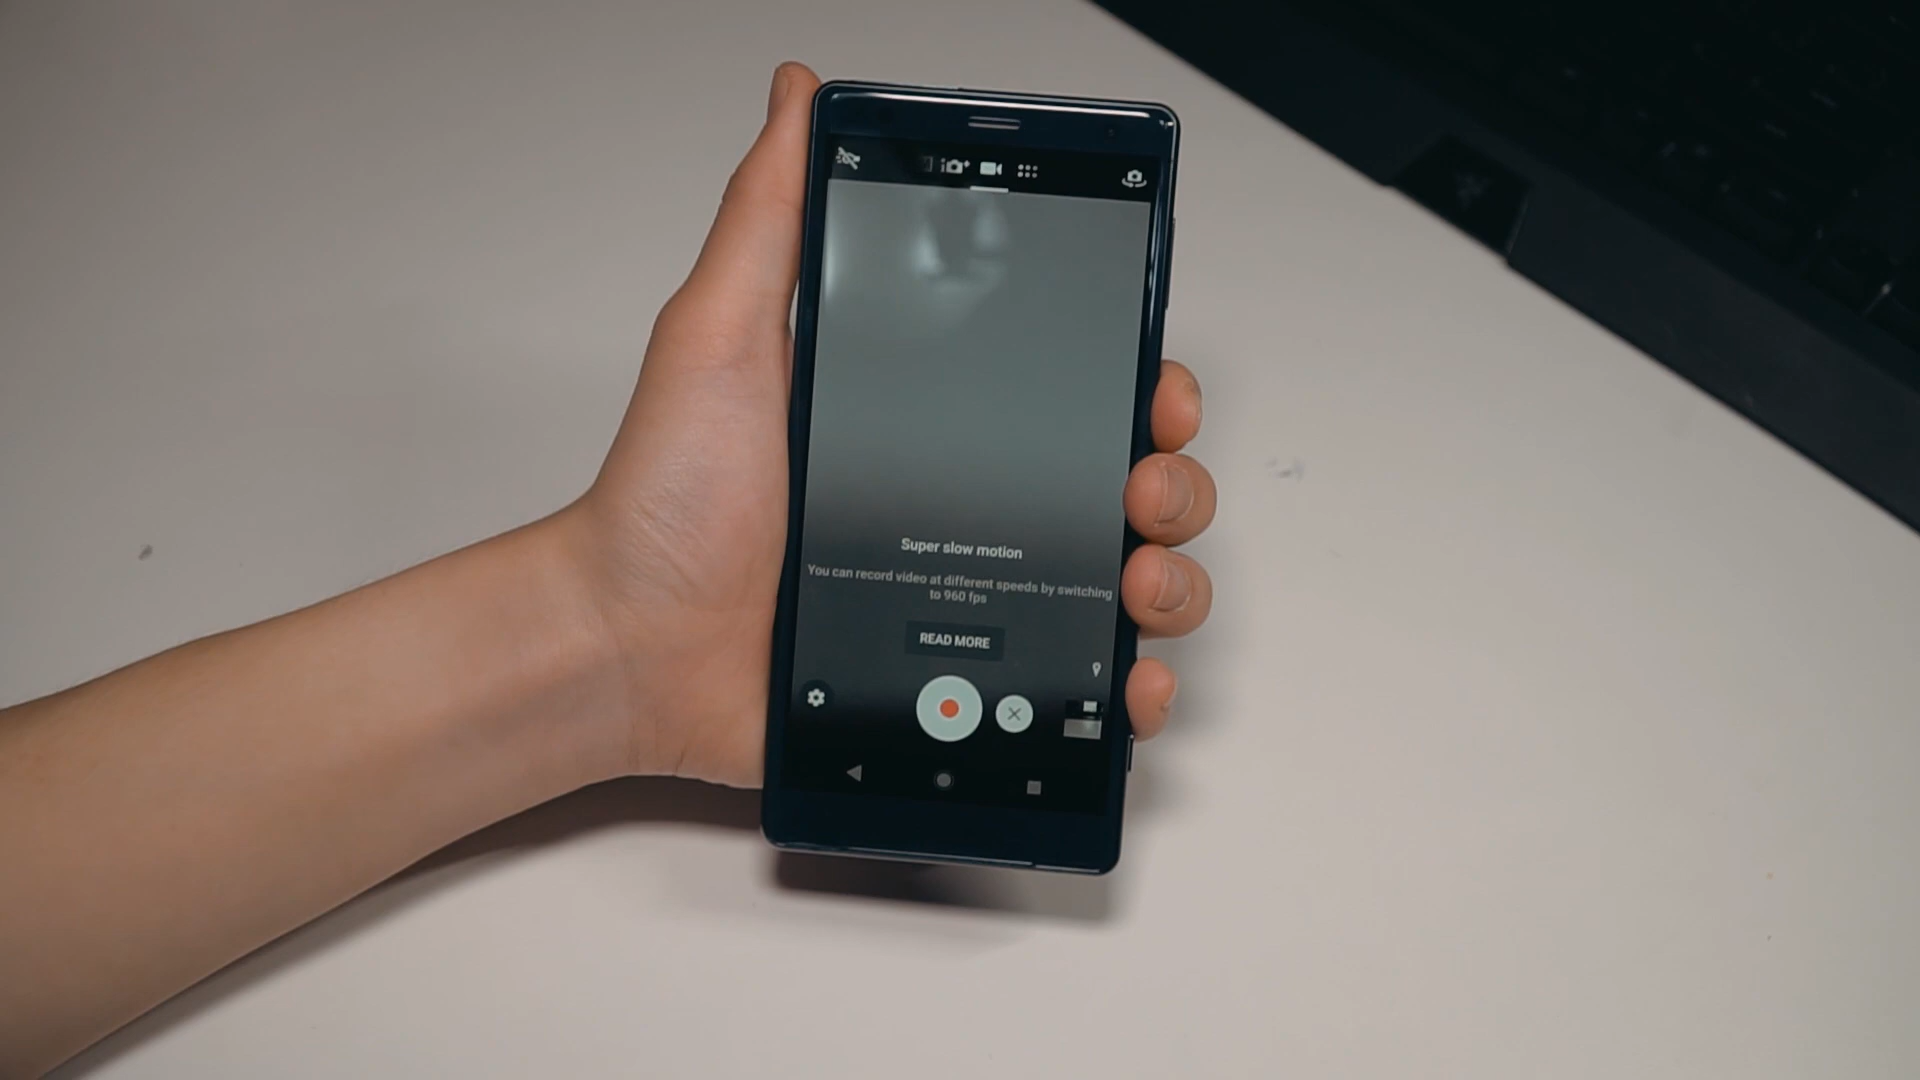 Super slow motion
You can record video at different speeds by switching
to 960 fps
READ MORE